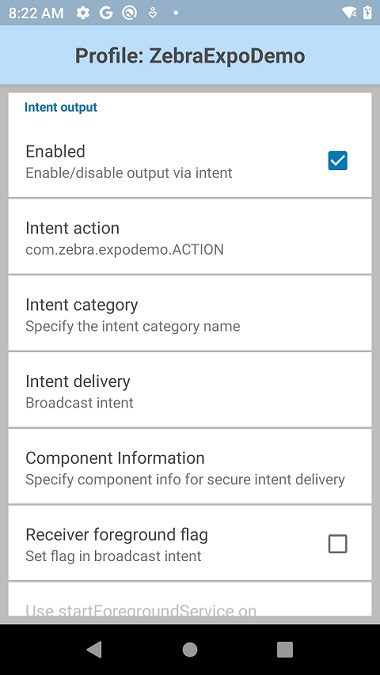 8:22 AM
Profile: ZebraExpoDemo
Intent output
Enabled
Enable/disable output via intent
Intent action
com.zebra.expodemo.ACTION
Intent category
Specify the intent category name
Intent delivery
Broadcast intent
Component Information
Specify component info for secure intent delivery
Receiver foreground flag
Set flag in broadcast intent
Use startForegroundService on